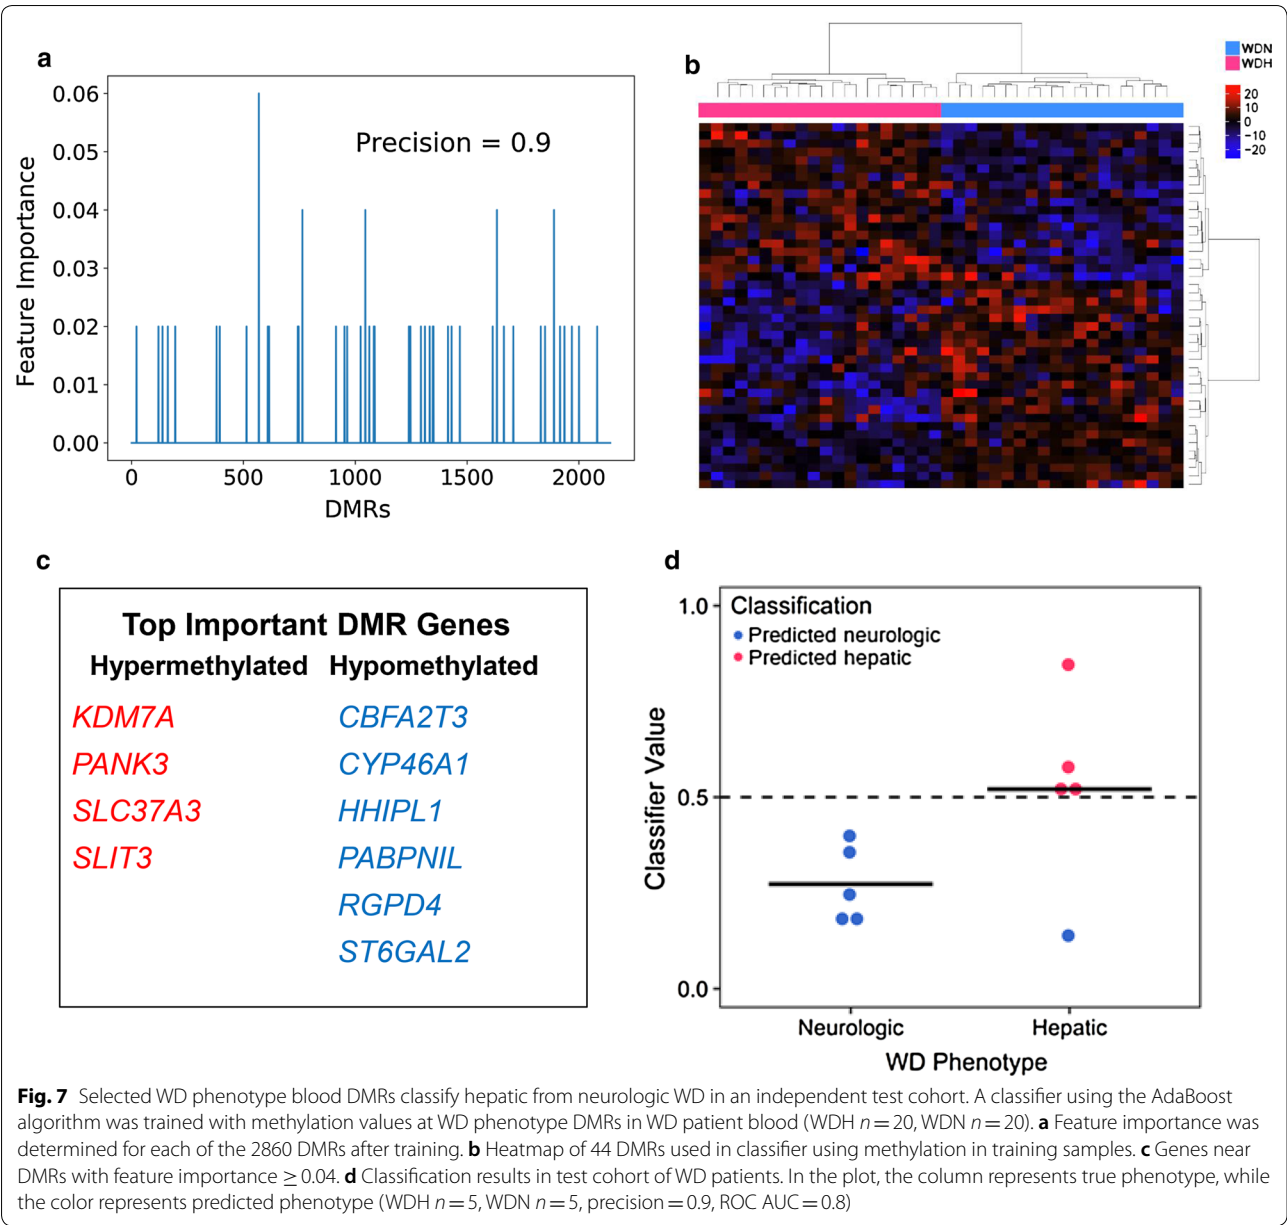 a
0.06
0.05
0.04
0.03
0.02
0.01
0.00
Feature Importance
Precision = 0.9
0 500 1000 1500 2000
DMRs
b
WDN
WDH
20
10
0
−10
−20
c
Top Important DMR Genes
Hypermethylated Hypomethylated
KDM7A CBFA2T3
PANK3 CYP46A1
SLC37A3 HHIPL1
SLIT3 PABPNIL
RGPD4
ST6GAL2
d
Classification
Predicted neurologic
Predicted hepatic
1.0
0.5
0.0
Classifier Value
Neurologic Hepatic
WD Phenotype
Fig. 7 Selected WD phenotype blood DMRs classify hepatic from neurologic WD in an independent test cohort. A classifier using the AdaBoost
algorithm was trained with methylation values at WD phenotype DMRs in WD patient blood (WDH n = 20, WDN n = 20). a Feature importance was
determined for each of the 2860 DMRs after training. b Heatmap of 44 DMRs used in classifier using methylation in training samples. c Genes near
DMRs with feature importance ≥ 0.04. d Classification results in test cohort of WD patients. In the plot, the column represents true phenotype, while
the color represents predicted phenotype (WDH n = 5, WDN n = 5, precision = 0.9, ROC AUC = 0.8)